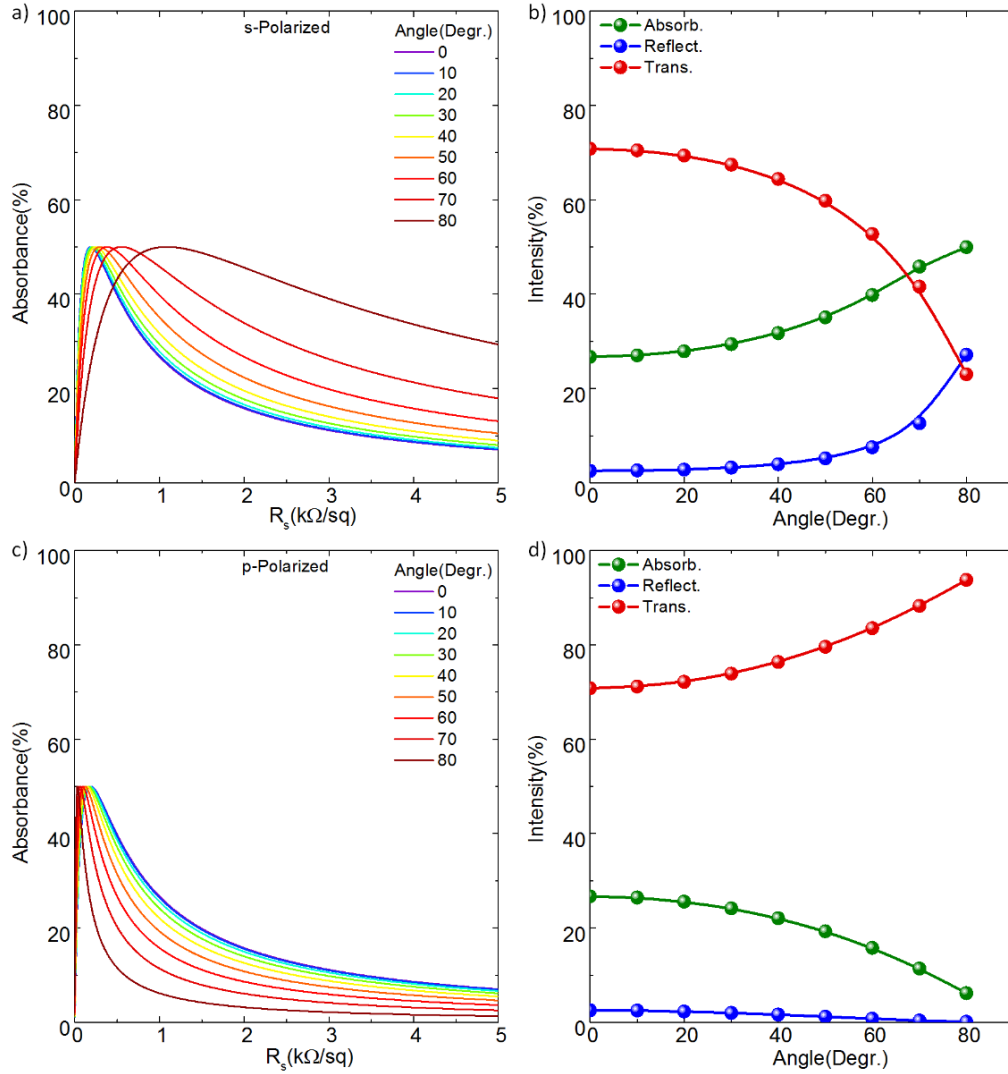 a)
s-Polarized
Angle(Degr.)
0
10
20
30
40
50
60
70
80
100
80
60
40
20
0
Absorbance(%)
0 1 2 3 4 5
Rₛ(kΩ/sq)
b)
Absorb.
Reflect.
Trans.
100
80
60
40
20
0
Intensity(%)
0 20 40 60 80
Angle(Degr.)
c)
p-Polarized
Angle(Degr.)
0
10
20
30
40
50
60
70
80
100
80
60
40
20
0
Absorbance(%)
0 1 2 3 4 5
Rₛ(kΩ/sq)
d)
Absorb.
Reflect.
Trans.
100
80
60
40
20
0
Intensity(%)
0 20 40 60 80
Angle(Degr.)